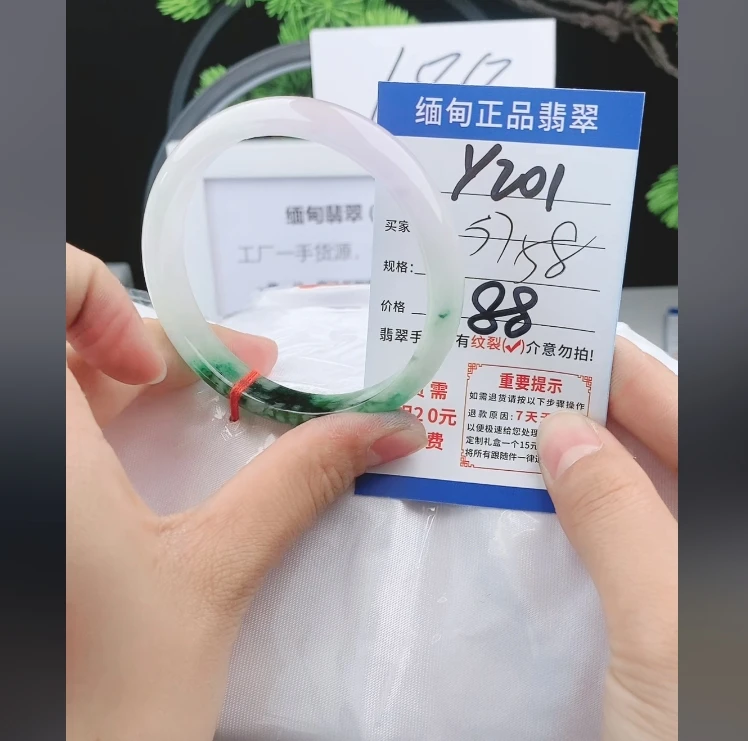 缅甸正品翡翠
Y201
买家
规格: 57.58
价格 88
翡翠手 有纹裂(✓)介意勿拍!
缅甸翡翠(
工厂一手货源,
需
20元
费
重要提示
如需退货请按以下步骤操作
退款原因:7天
以便极速给您处理
定制礼盒一个15元
将所有跟随件一律